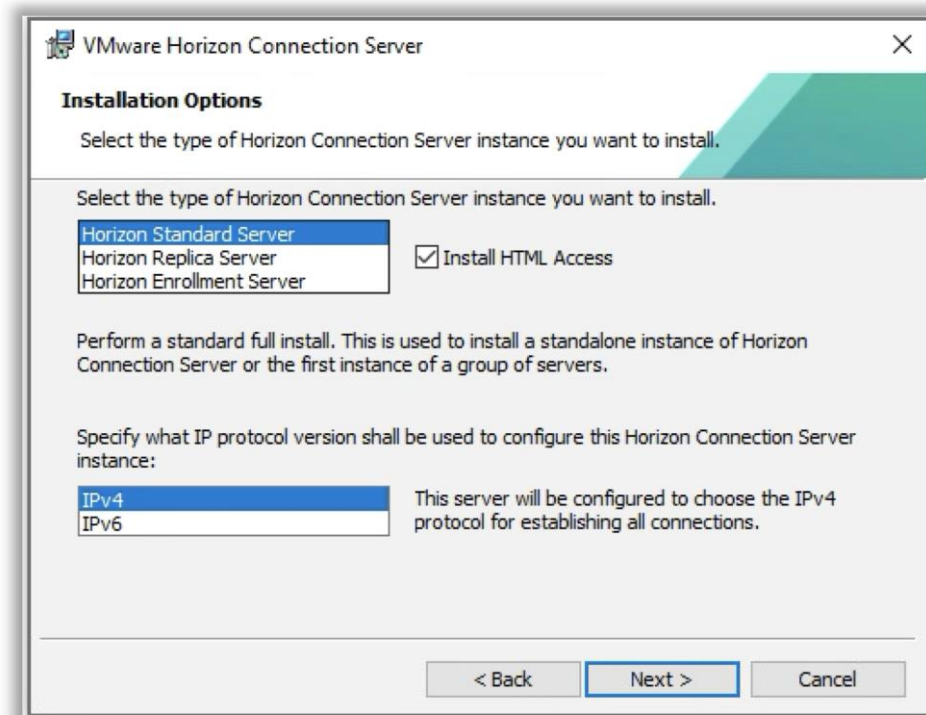 VMware Horizon Connection Server
Installation Options
Select the type of Horizon Connection Server instance you want to install.
Select the type of Horizon Connection Server instance you want to install.
Horizon Standard Server
Horizon Replica Server
Horizon Enrollment Server
Install HTML Access
Perform a standard full install. This is used to install a standalone instance of Horizon
Connection Server or the first instance of a group of servers.
Specify what IP protocol version shall be used to configure this Horizon Connection Server
instance:
IPv4
IPv6
This server will be configured to choose the IPv4
protocol for establishing all connections.
< Back
Next >
Cancel